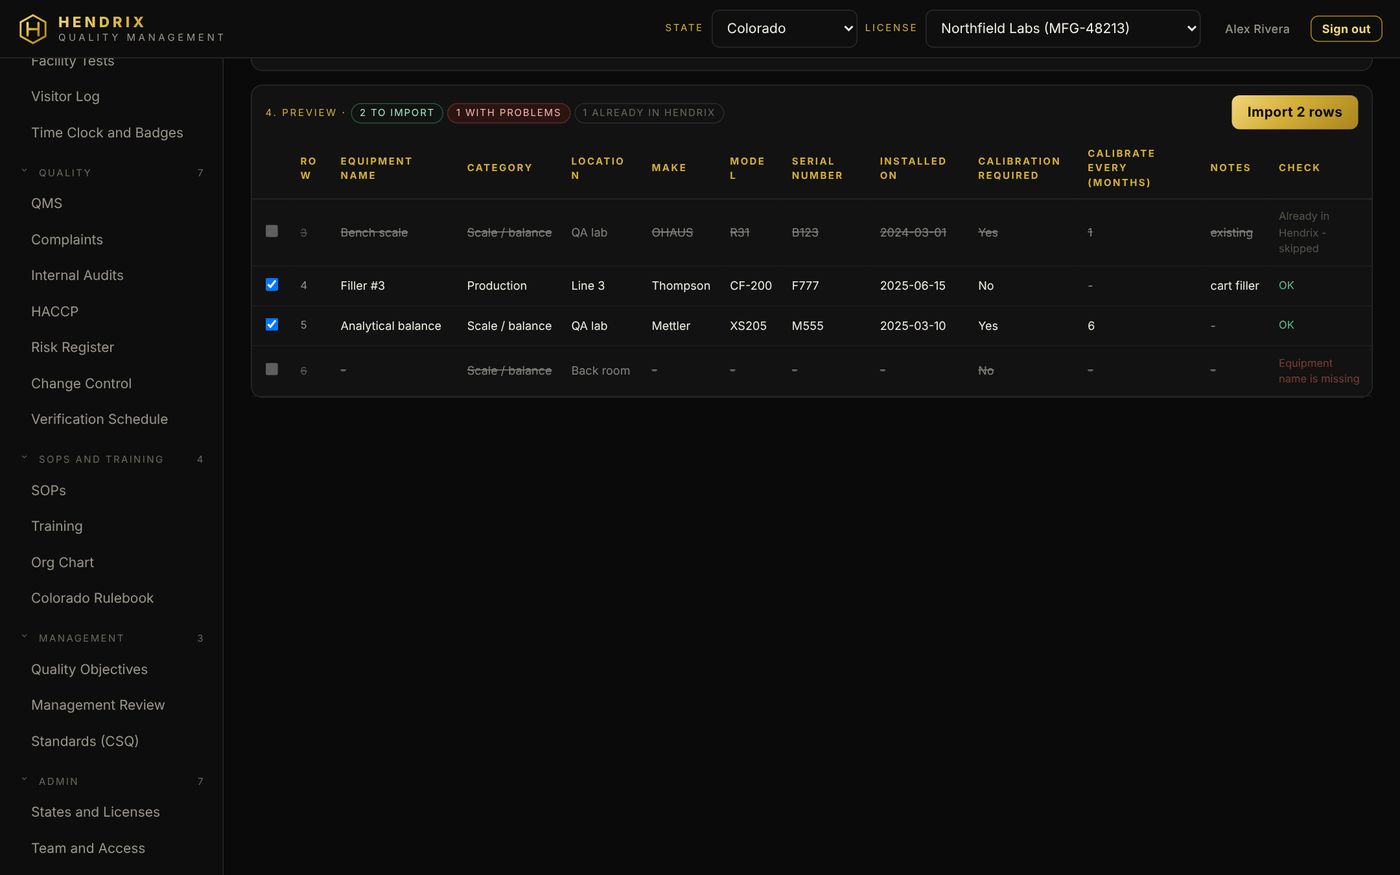 HENDRIX
QUALITY MANAGEMENT
STATE Colorado LICENSE Northfield Labs (MFG-48213) Alex Rivera Sign out
Facility Tests
Visitor Log
Time Clock and Badges
QUALITY 7
QMS
Complaints
Internal Audits
HACCP
Risk Register
Change Control
Verification Schedule
SOPS AND TRAINING 4
SOPs
Training
Org Chart
Colorado Rulebook
MANAGEMENT 3
Quality Objectives
Management Review
Standards (CSQ)
ADMIN 7
States and Licenses
Team and Access
4. PREVIEW · 2 TO IMPORT 1 WITH PROBLEMS 1 ALREADY IN HENDRIX Import 2 rows
ROW EQUIPMENT NAME CATEGORY LOCATION MAKE MODEL SERIAL NUMBER INSTALLED ON CALIBRATION REQUIRED CALIBRATE EVERY (MONTHS) NOTES CHECK
3 Bench scale Scale / balance QA lab OHAUS R31 B123 2024-03-01 Yes 1 existing Already in Hendrix - skipped
4 Filler #3 Production Line 3 Thompson CF-200 F777 2025-06-15 No - cart filler OK
5 Analytical balance Scale / balance QA lab Mettler XS205 M555 2025-03-10 Yes 6 - OK
6 - Scale / balance Back room - - - - No - - Equipment name is missing